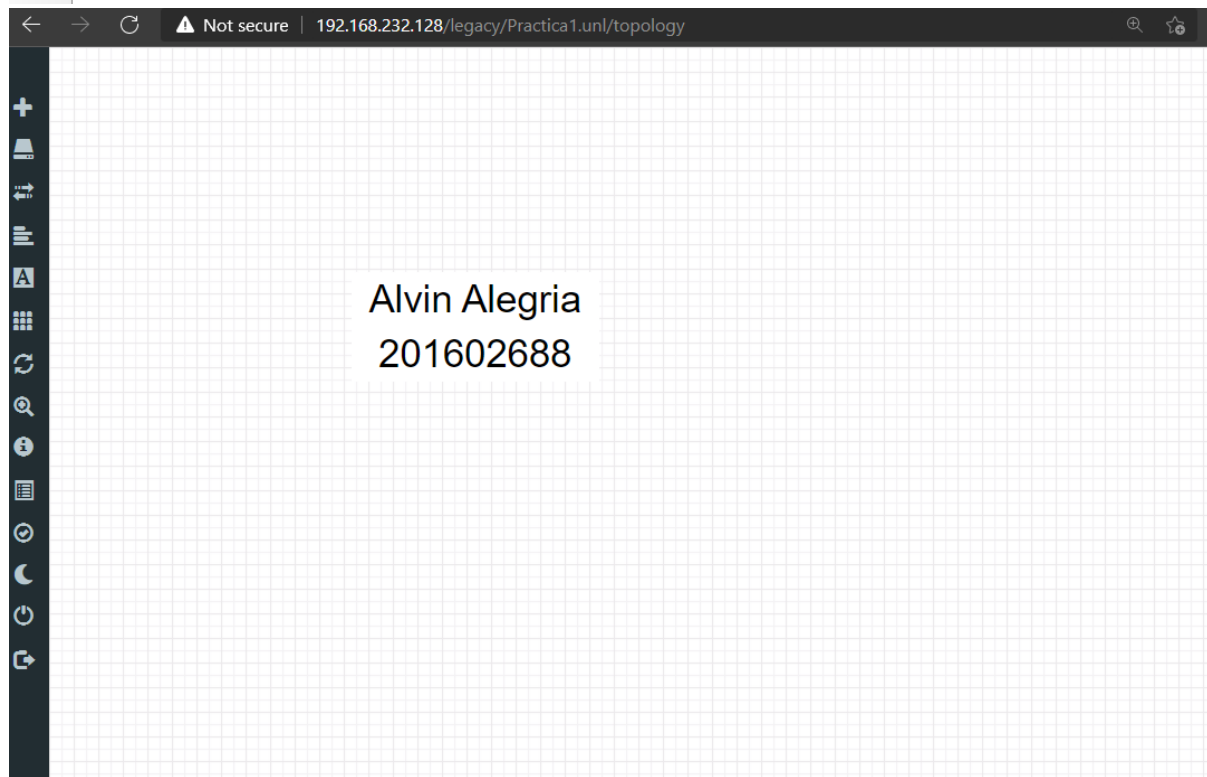 Not secure | 192.168.232.128/legacy/Practica1.unl/topology
A
Alvin Alegria
201602688